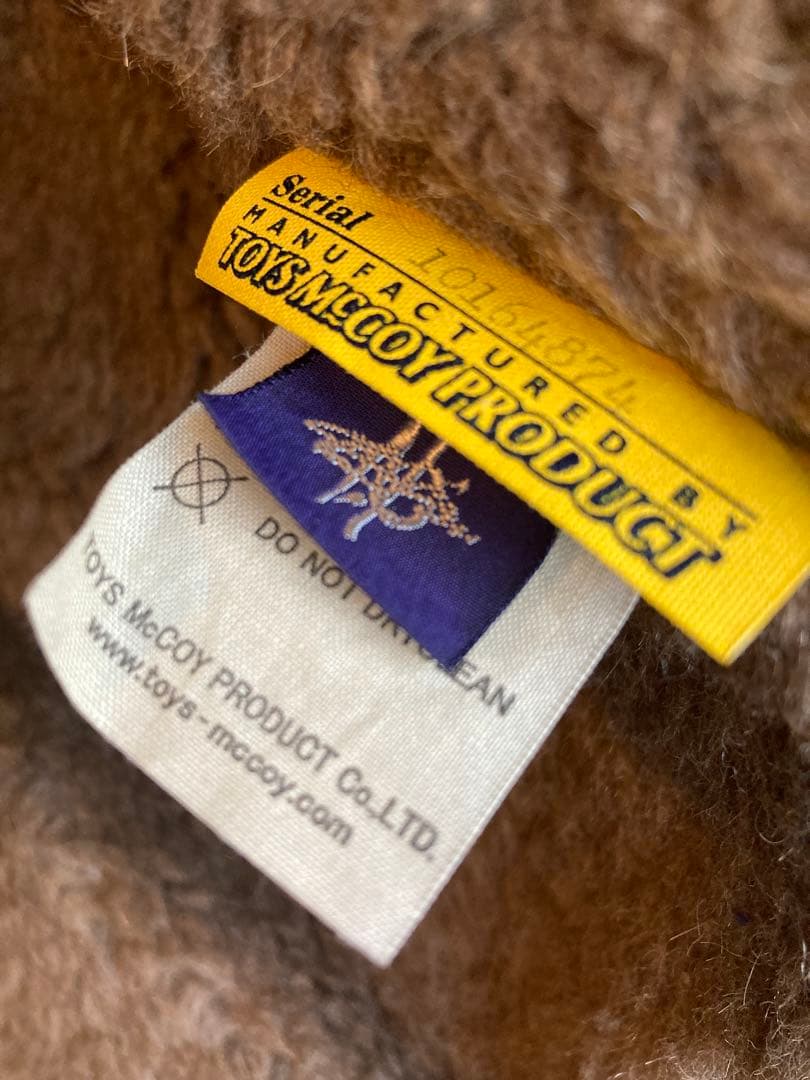 Serial 10164874
MANUFACTURED BY
TOYS McCOY PRODUCT
DO NOT DRY CLEAN
TOYS McCOY PRODUCT Co.,LTD.
www.toys-mccoy.com